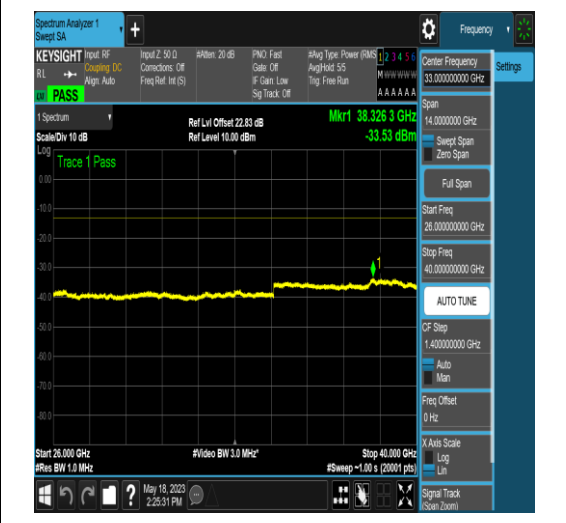 Spectrum Analyzer 1
Swept SA
Frequency
KEYSIGHT
RL
PASS
Input: RF
Coupling: DC
Align: Auto
Input Z: 50 Ω
Corrections: Off
Freq Ref: Int (S)
#Atten: 20 dB
PNO: Fast
Gate: Off
IF Gain: Low
Sig Track: Off
#Avg Type: Power (RMS
Avg|Hold: 5/5
Trig: Free Run
1 2 3 4 5 6
M W W W W W
A A A A A A
1 Spectrum
Scale/Div 10 dB
Log
Ref Lvl Offset 22.83 dB
Ref Level 10.00 dBm
Mkr1 38.326 3 GHz
-33.53 dBm
Trace 1 Pass
0.00
-10.0
-20.0
-30.0
-40.0
-50.0
-60.0
-70.0
-80.0
1
Start 26.000 GHz
#Res BW 1.0 MHz
#Video BW 3.0 MHz*
Stop 40.000 GHz
#Sweep ~1.00 s (20001 pts)
May 18, 2023
2:25:31 PM
Center Frequency
33.000000000 GHz
Span
14.0000000 GHz
Swept Span
Zero Span
Full Span
Start Freq
26.000000000 GHz
Stop Freq
40.000000000 GHz
AUTO TUNE
CF Step
1.400000000 GHz
Auto
Man
Freq Offset
0 Hz
X Axis Scale
Log
Lin
Signal Track
(Span Zoom)
Settings